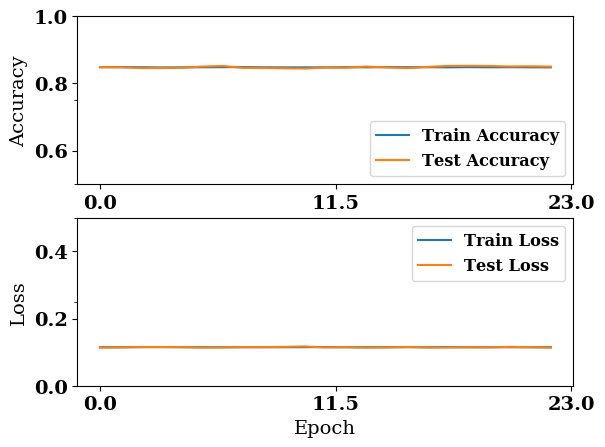 1.0
0.8
0.6
Accuracy
Train Accuracy
Test Accuracy
0.0 11.5 23.0
0.4
0.2
0.0
Loss
Train Loss
Test Loss
0.0 11.5 23.0
Epoch